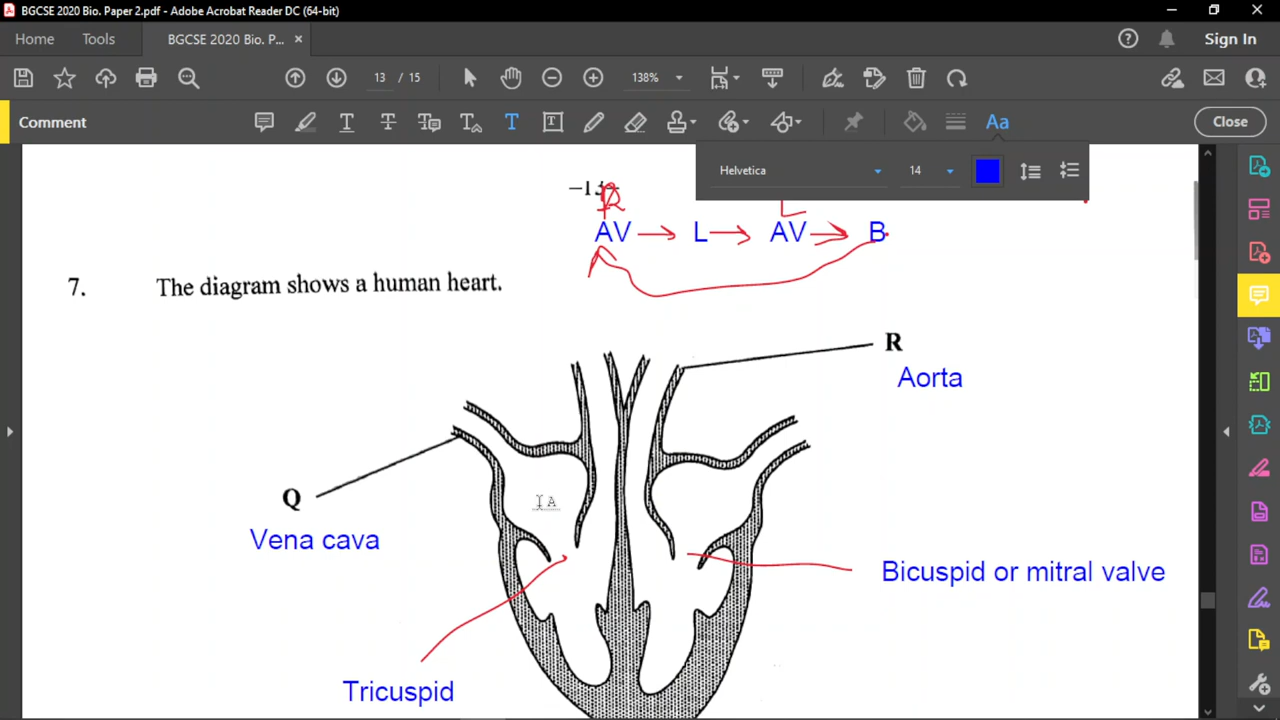 BGCSE 2020 Bio. Paper 2.pdf - Adobe Acrobat Reader DC (64-bit)
Home Tools BGCSE 2020 Bio. P... × Sign In
13 / 15 138%
Comment Close
Helvetica 14 Aa
R L
AV → L → AV → B
7. The diagram shows a human heart.
R
Aorta
Q
Vena cava
Bicuspid or mitral valve
Tricuspid